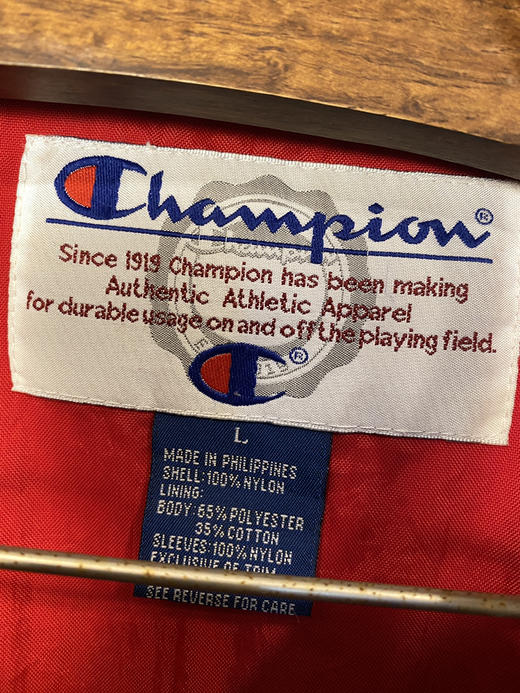 Champion®
Since 1919 Champion has been making
Authentic Athletic Apparel
for durable usage on and off the playing field.
Champion
1919
®
L
MADE IN PHILIPPINES
SHELL: 100% NYLON
LINING:
BODY: 65% POLYESTER
35% COTTON
SLEEVES: 100% NYLON
EXCLUSIVE OF TRIM
SEE REVERSE FOR CARE